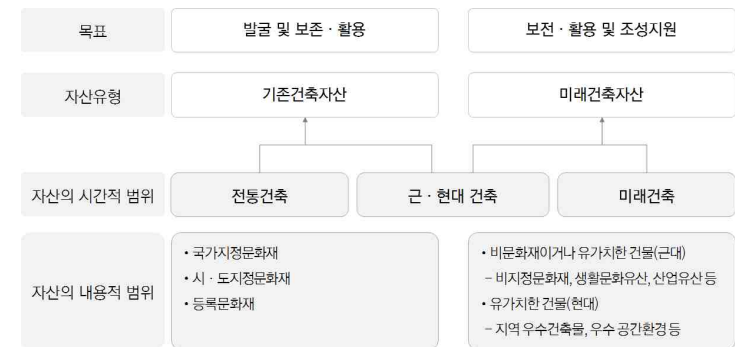 목표
발굴 및 보존 · 활용
보전 · 활용 및 조성지원
자산유형
기존건축자산
미래건축자산
자산의 시간적 범위
전통건축
근 · 현대 건축
미래건축
자산의 내용적 범위
• 국가지정문화재
• 시 · 도지정문화재
• 등록문화재
• 비문화재이거나 유가치한 건물(근대)
– 비지정문화재, 생활문화유산, 산업유산 등
• 유가치한 건물(현대)
– 지역 우수건축물, 우수 공간환경 등